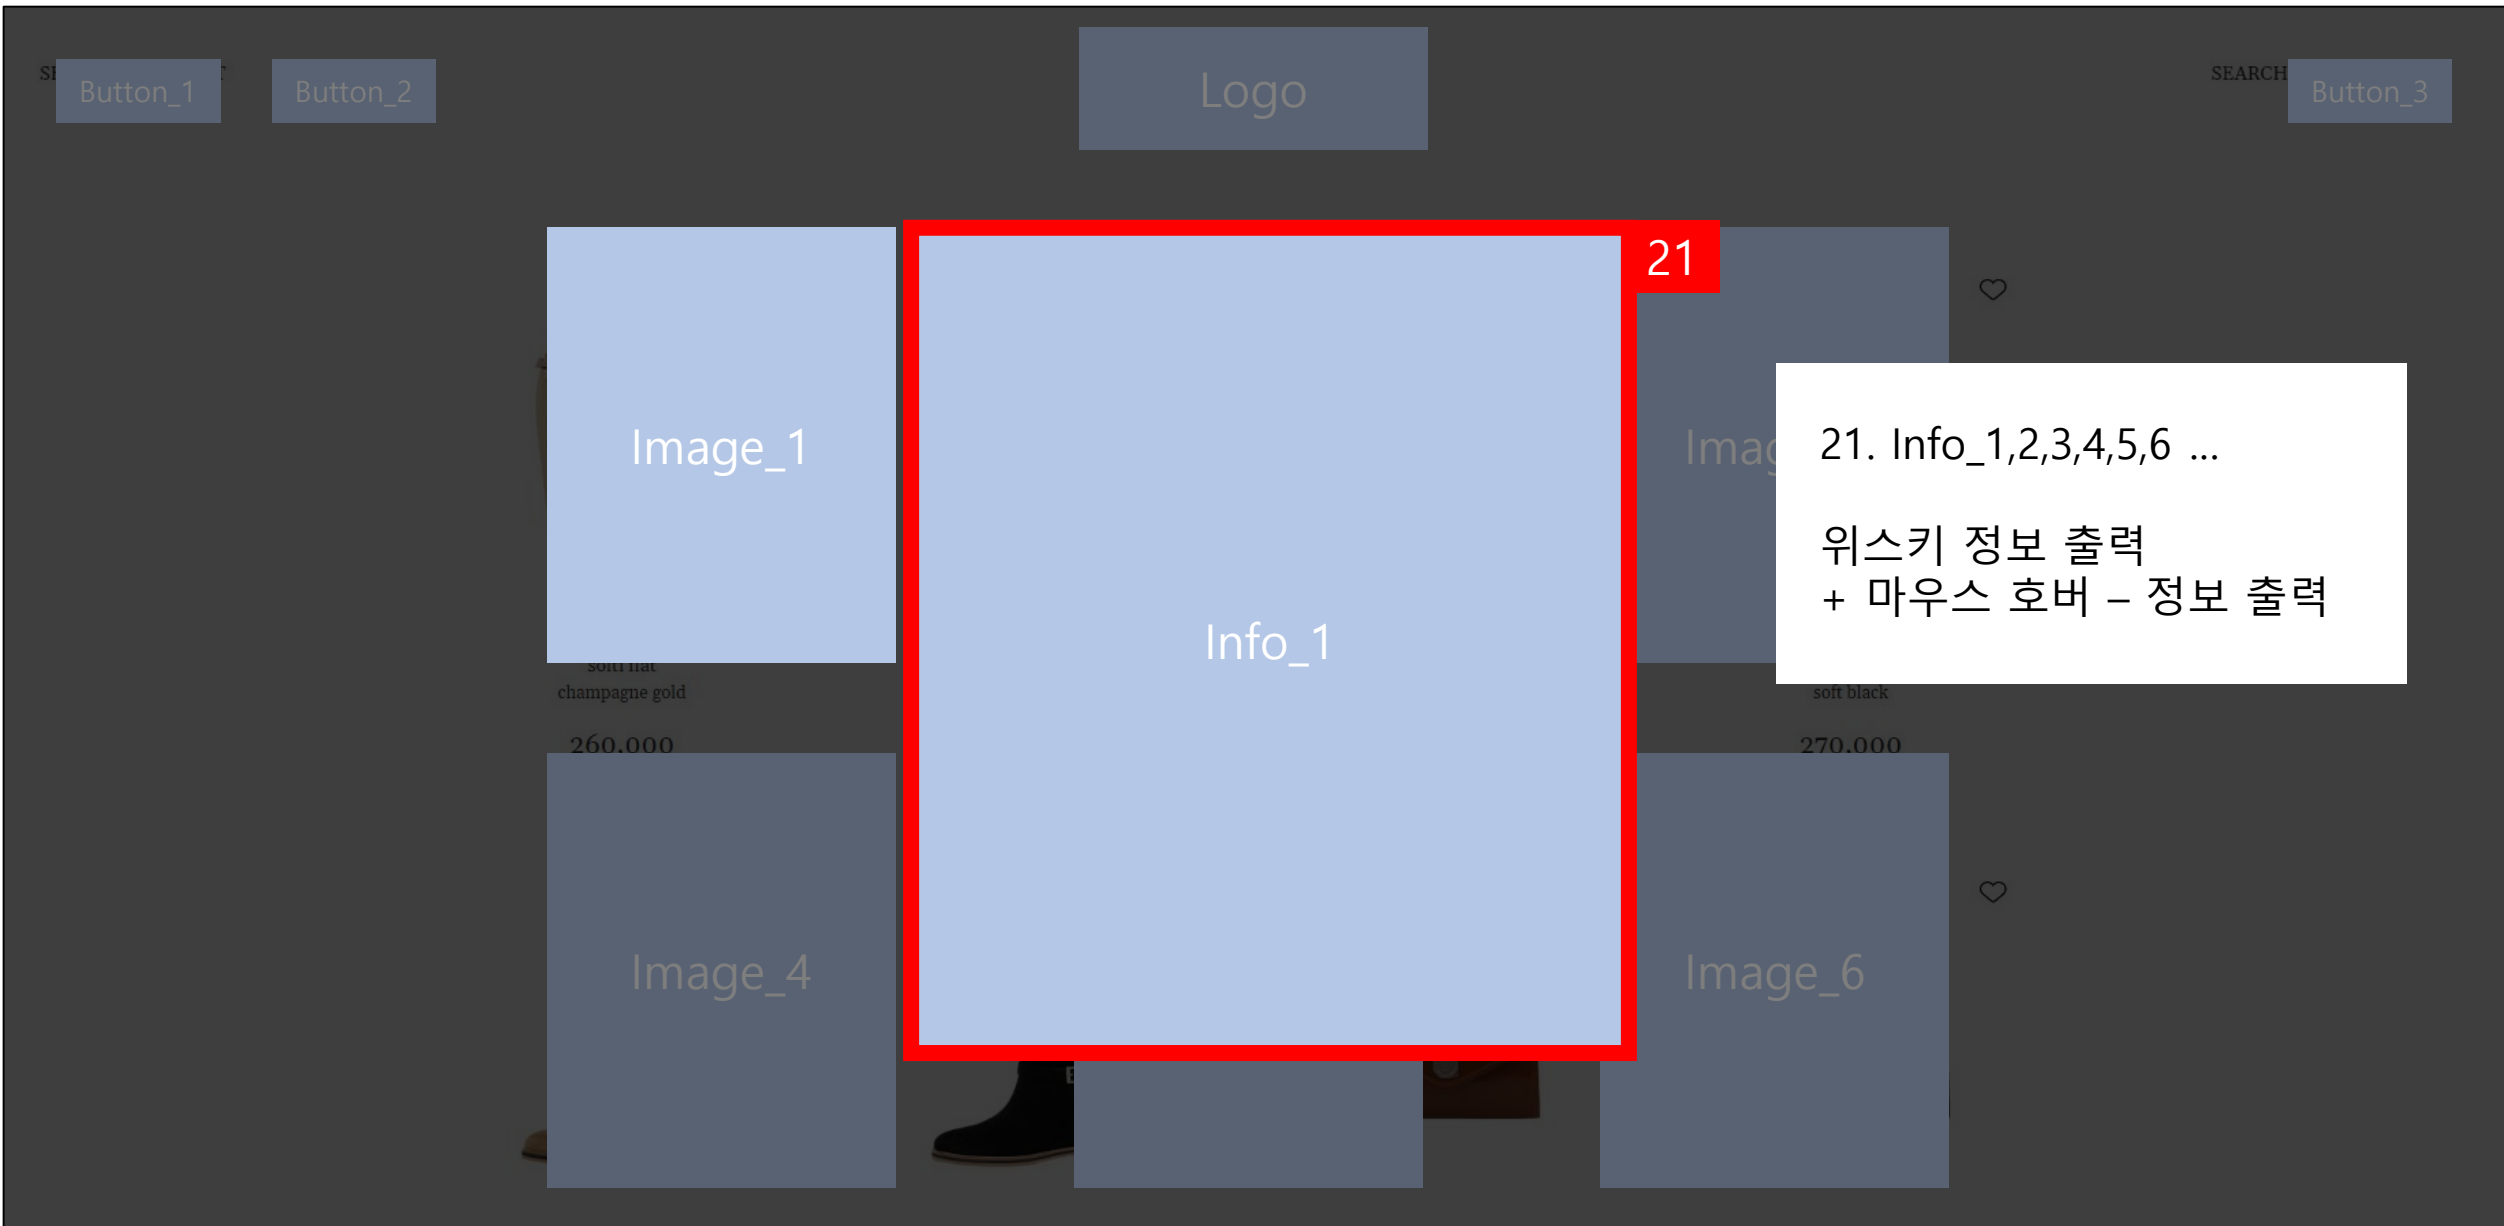 Button_1
Button_2
Logo
SEARCH
Button_3
21
Image_1
21. Info_1,2,3,4,5,6 ...
위스키 정보 출력
+ 마우스 호버 – 정보 출력
Info_1
champagne gold
soft black
260,000
270,000
Image_4
Image_6